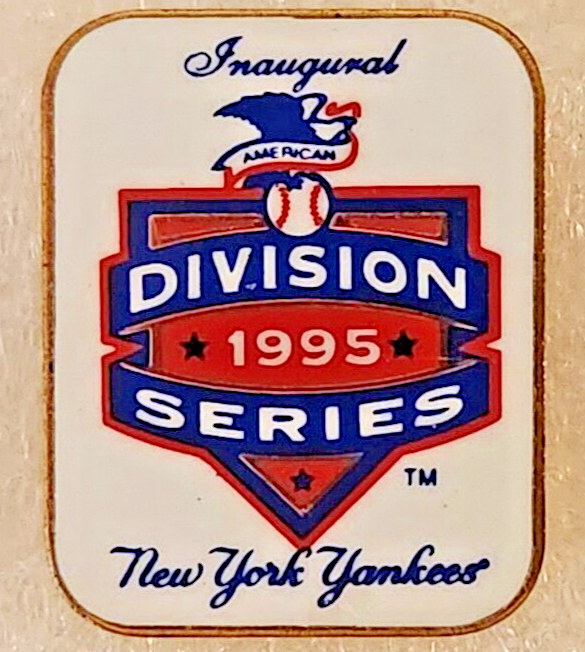 Inaugural
AMERICAN
DIVISION
1995
SERIES
TM
New York Yankees